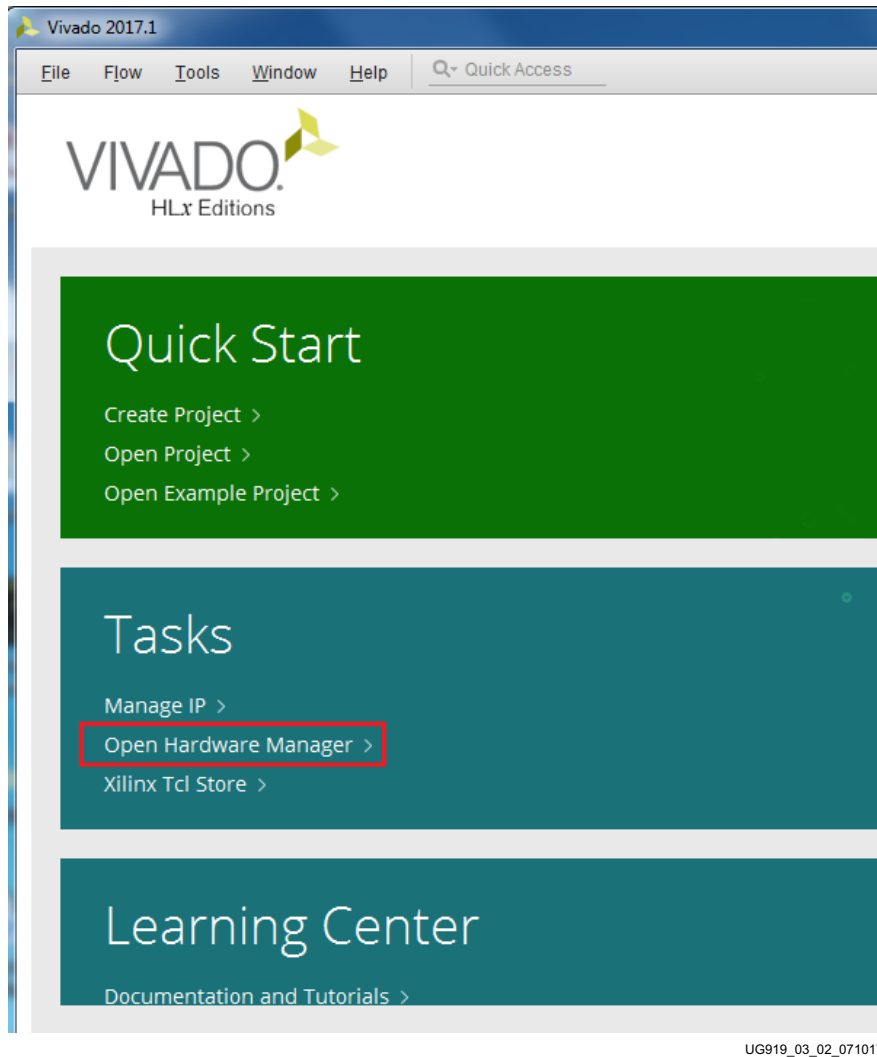 Vivado 2017.1
File Flow Tools Window Help Quick Access
VIVADO.
HLx Editions
Quick Start
Create Project >
Open Project >
Open Example Project >
Tasks
Manage IP >
Open Hardware Manager >
Xilinx Tcl Store >
Learning Center
Documentation and Tutorials >
UG919_03_02_07101